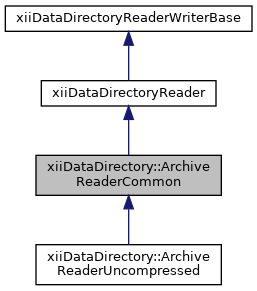 xiiDataDirectoryReaderWriterBase
xiiDataDirectoryReader
xiiDataDirectory::Archive
ReaderCommon
xiiDataDirectory::Archive
ReaderUncompressed